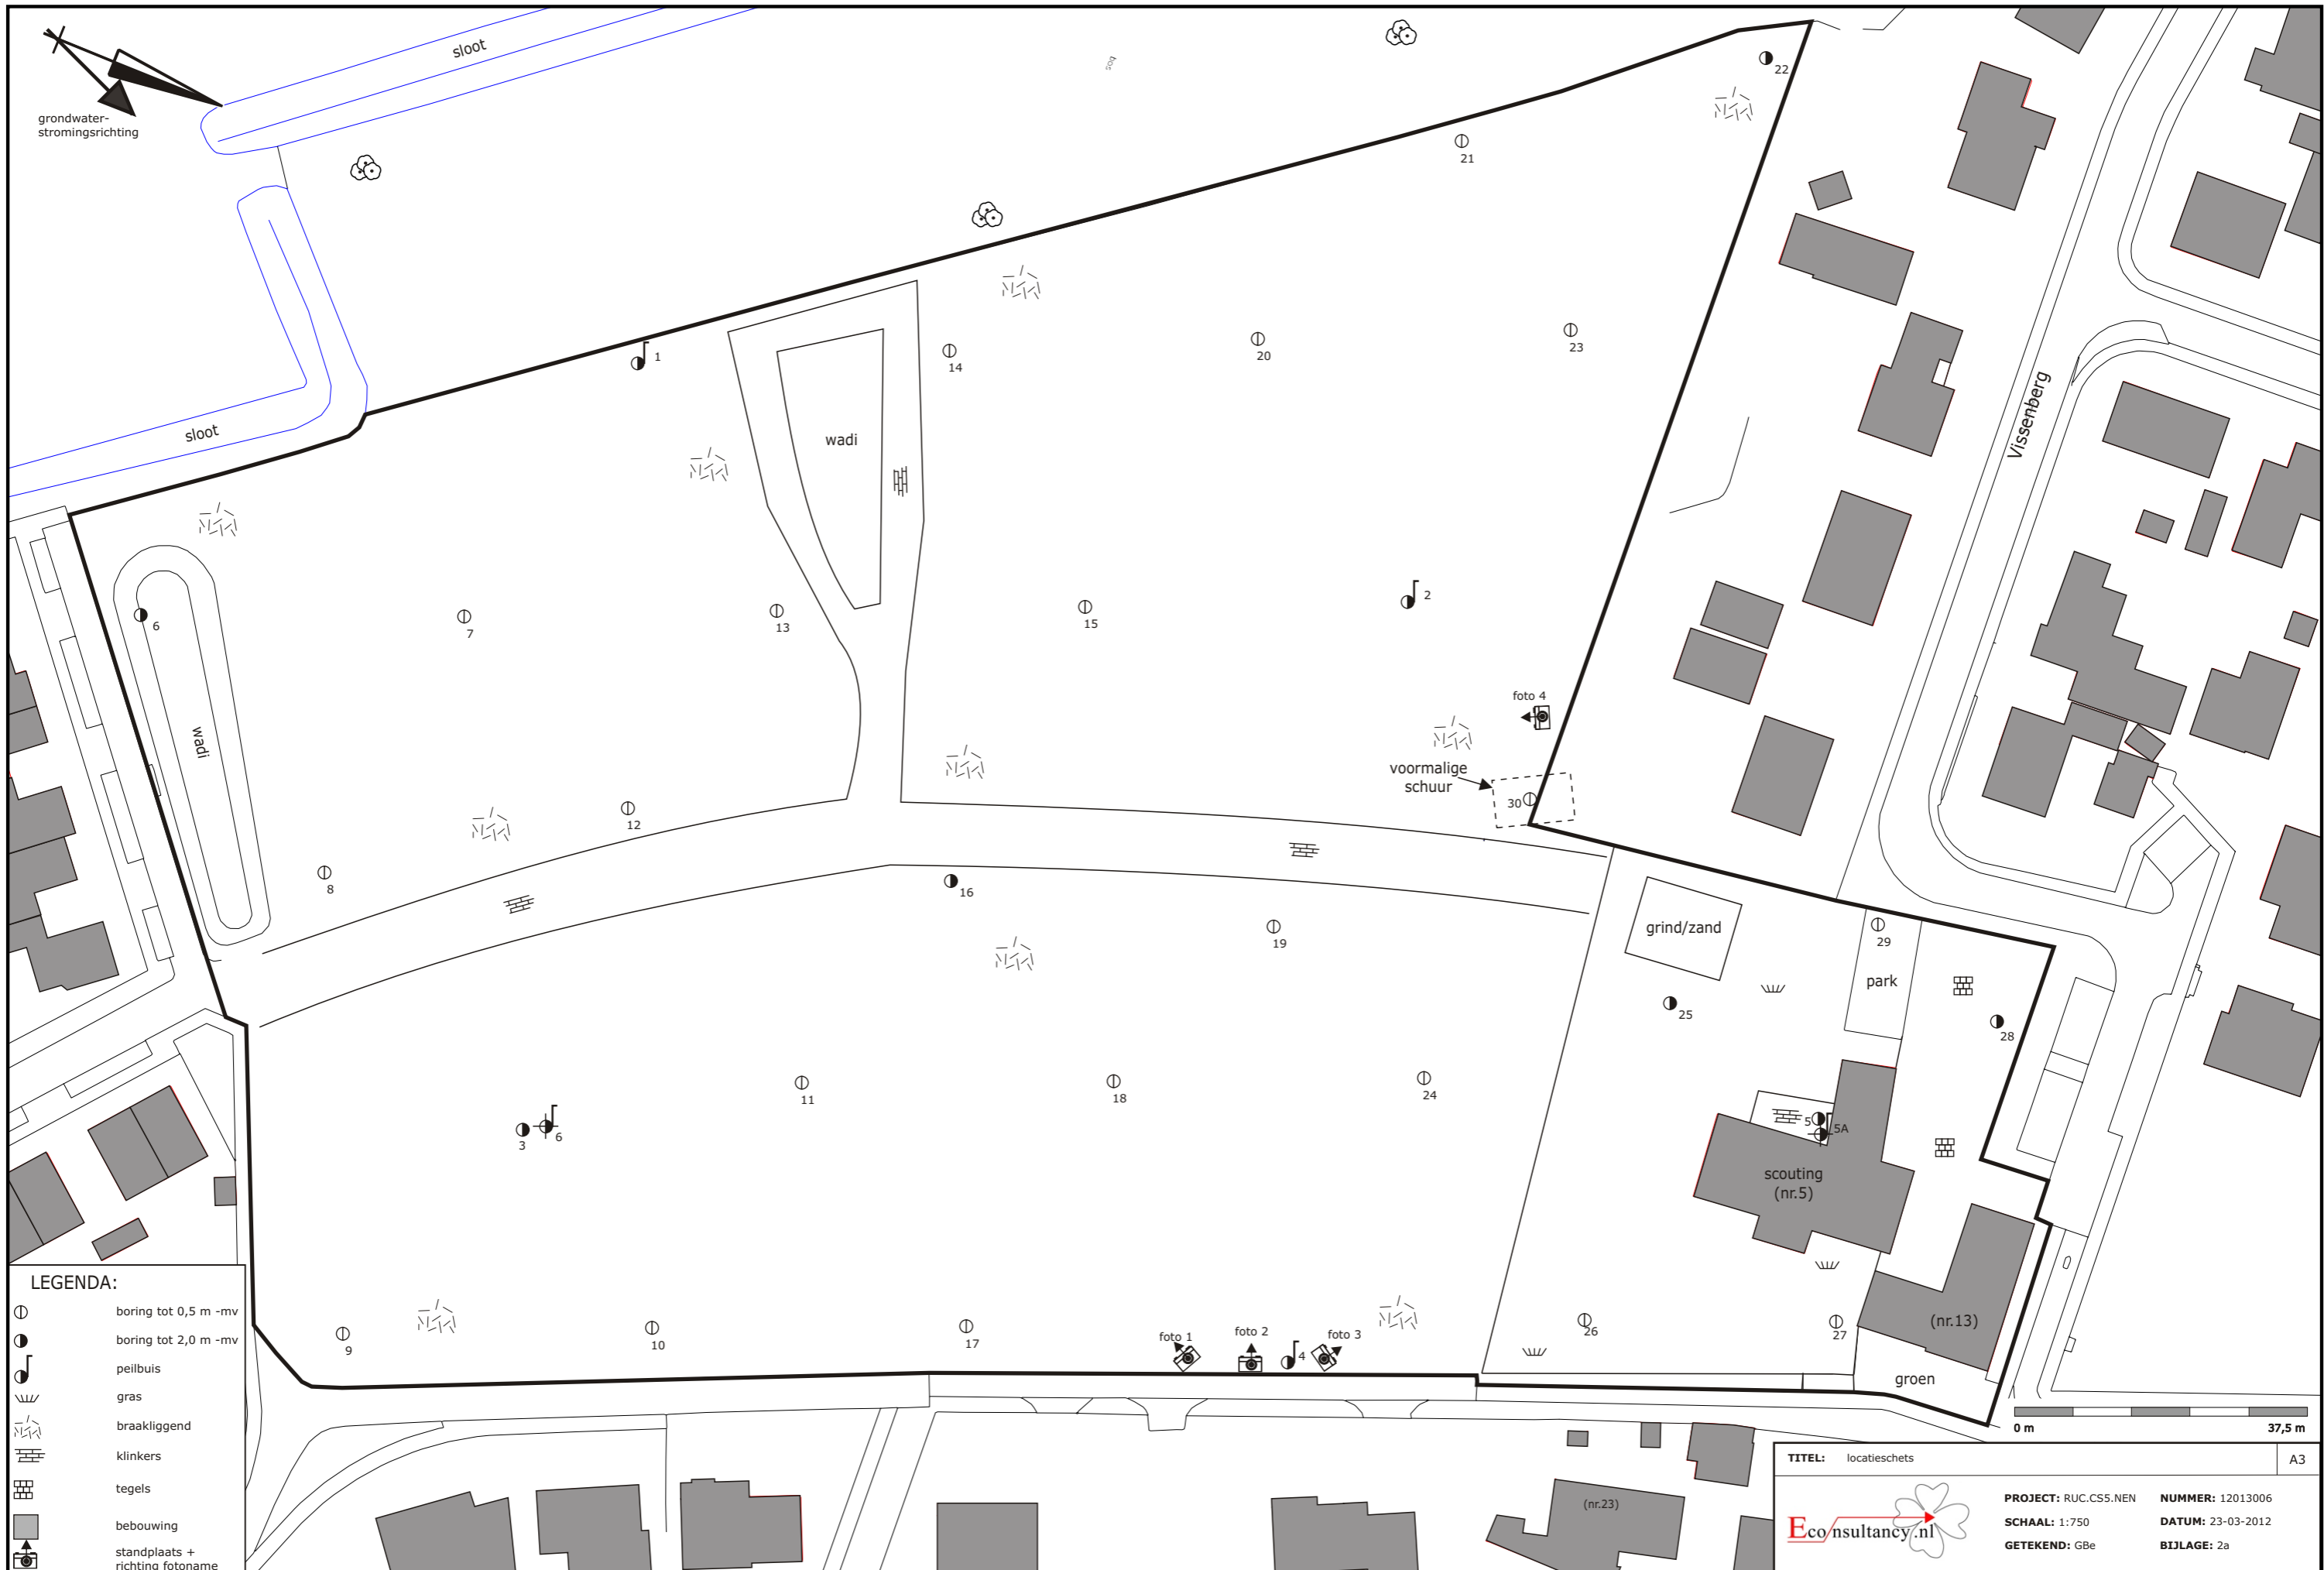 sloot
bos
grondwater-
stromingsrichting
22
21
1
14
20
23
sloot
wadi
Vissenberg
6
7
13
15
2
foto 4
wadi
voormalige
schuur
30
12
8
16
19
grind/zand
29
park
25
28
11
18
24
3
6
5
5A
scouting
(nr.5)
LEGENDA:
boring tot 0,5 m -mv
boring tot 2,0 m -mv
peilbuis
gras
braakliggend
klinkers
tegels
bebouwing
standplaats +
richting fotoname
9
10
17
foto 1
foto 2
4
foto 3
26
27
(nr.13)
groen
0 m
37,5 m
(nr.23)
TITEL: locatieschets
A3
Econsultancy.nl
PROJECT: RUC.CS5.NEN NUMMER: 12013006
SCHAAL: 1:750 DATUM: 23-03-2012
GETEKEND: GBe BIJLAGE: 2a